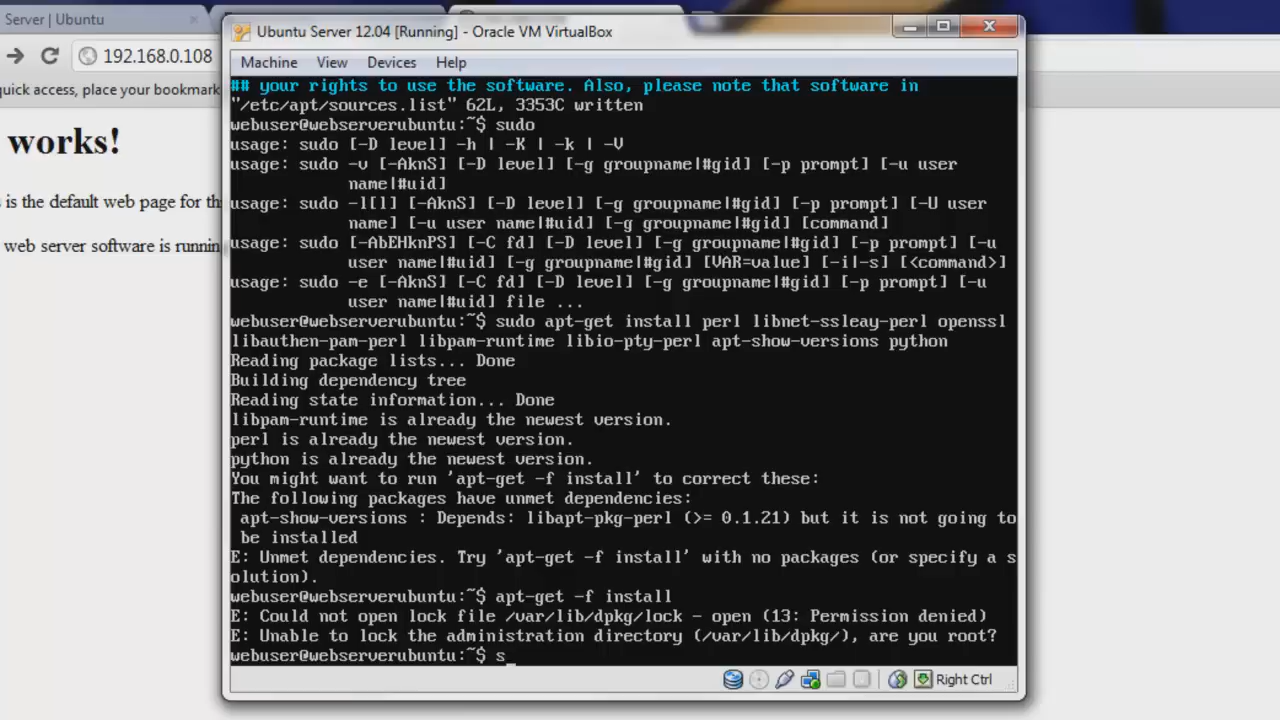 Server | Ubuntu
Ubuntu Server 12.04 [Running] - Oracle VM VirtualBox
192.168.0.108
Machine View Devices Help
quick access, place your bookmark
## your rights to use the software. Also, please note that software in
"/etc/apt/sources.list" 62L, 3353C written
webuser@webserverubuntu:~$ sudo
usage: sudo [-D level] -h | -K | -k | -V
usage: sudo -v [-AknS] [-D level] [-g groupname|#gid] [-p prompt] [-u user
name|#uid]
usage: sudo -l[l] [-AknS] [-D level] [-g groupname|#gid] [-p prompt] [-U user
name] [-u user name|#uid] [-g groupname|#gid] [command]
usage: sudo [-AbEHknPS] [-C fd] [-D level] [-g groupname|#gid] [-p prompt] [-u
user name|#uid] [-g groupname|#gid] [VAR=value] [-i|-s] [<command>]
usage: sudo -e [-AknS] [-C fd] [-D level] [-g groupname|#gid] [-p prompt] [-u
user name|#uid] file ...
webuser@webserverubuntu:~$ sudo apt-get install perl libnet-ssleay-perl openssl
libauthen-pam-perl libpam-runtime libio-pty-perl apt-show-versions python
Reading package lists... Done
Building dependency tree
Reading state information... Done
libpam-runtime is already the newest version.
perl is already the newest version.
python is already the newest version.
You might want to run 'apt-get -f install' to correct these:
The following packages have unmet dependencies:
apt-show-versions : Depends: libapt-pkg-perl (>= 0.1.21) but it is not going to
be installed
E: Unmet dependencies. Try 'apt-get -f install' with no packages (or specify a s
olution).
webuser@webserverubuntu:~$ apt-get -f install
E: Could not open lock file /var/lib/dpkg/lock - open (13: Permission denied)
E: Unable to lock the administration directory (/var/lib/dpkg/), are you root?
webuser@webserverubuntu:~$ s_
Right Ctrl
works!
is the default web page for th
web server software is runnin